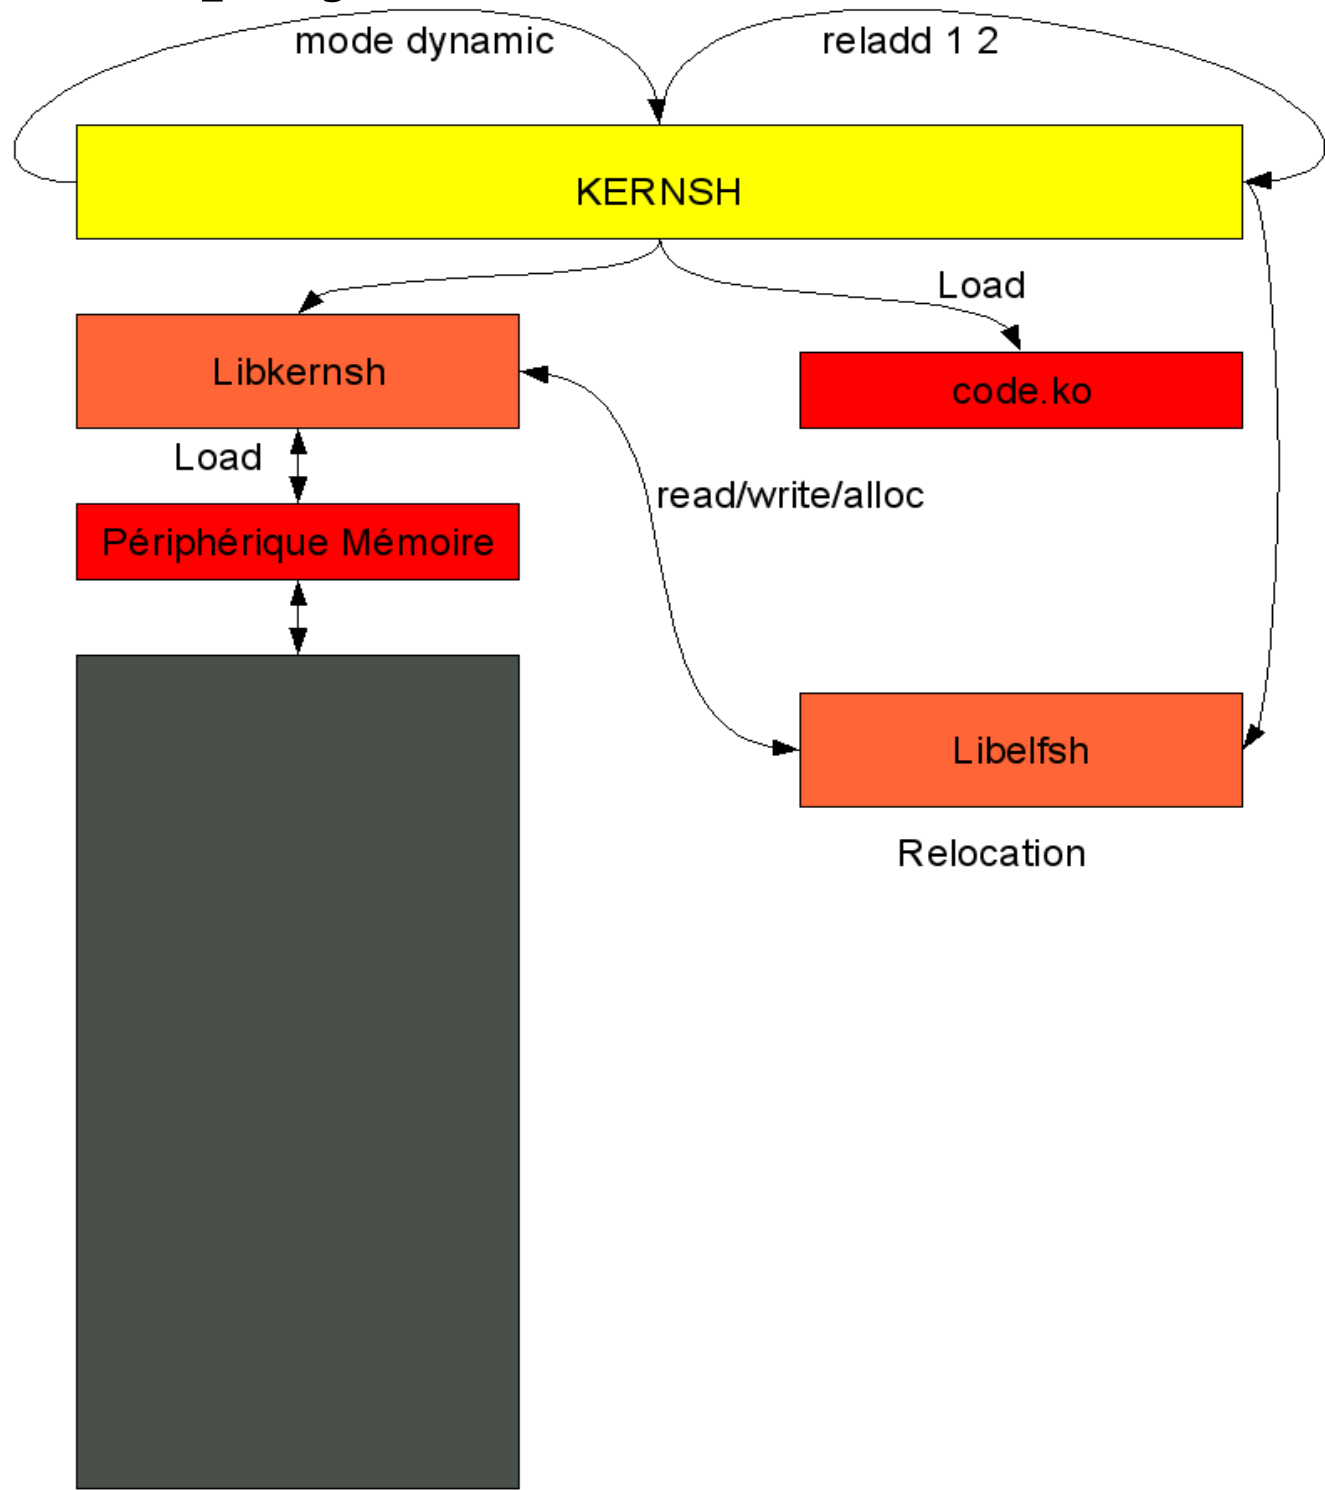 mode dynamic
reladd 1 2
KERNSH
Load
Libkernsh
code.ko
Load
read/write/alloc
Périphérique Mémoire
Libelfsh
Relocation